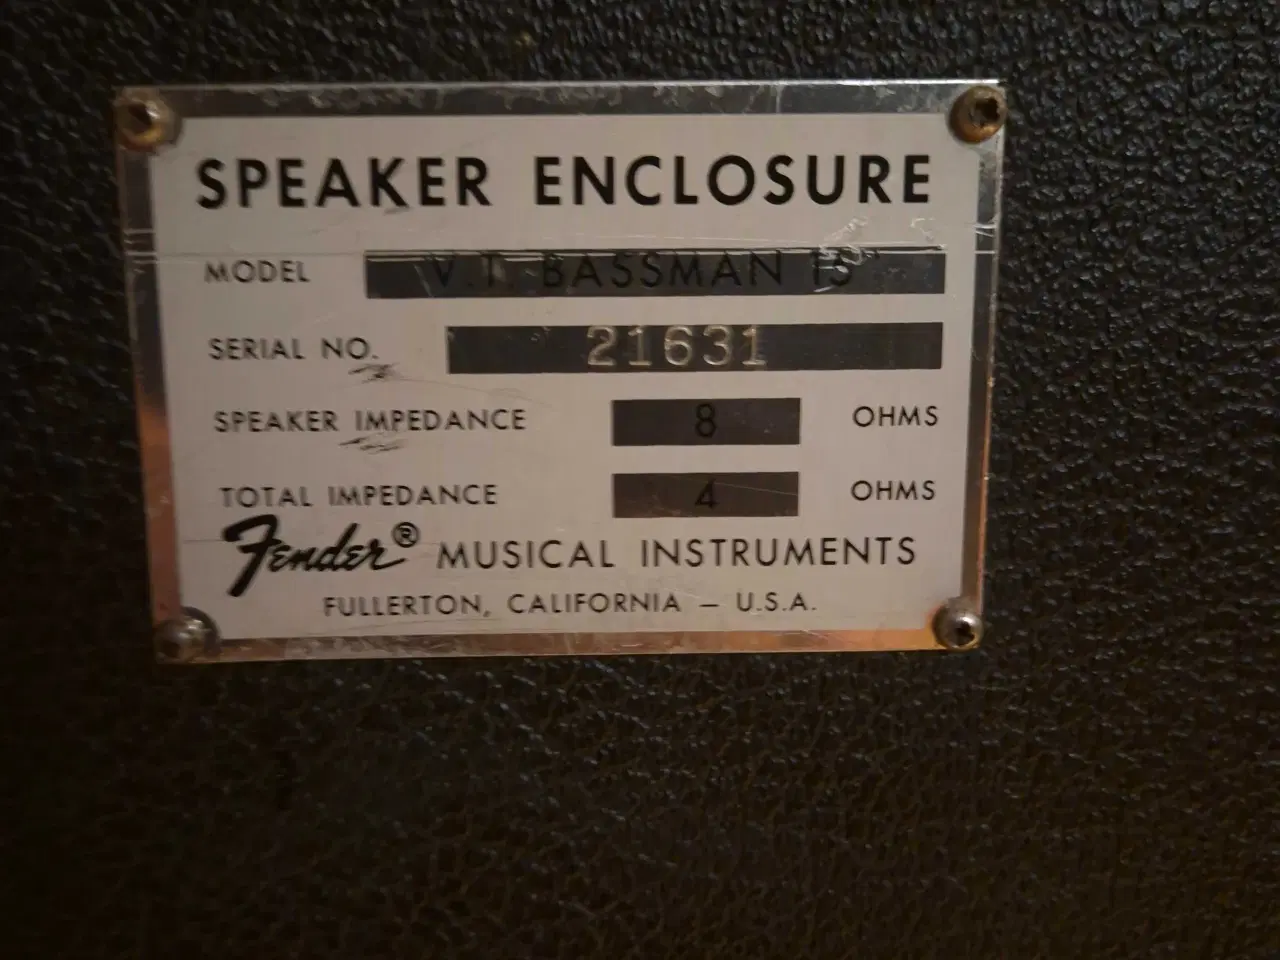 SPEAKER ENCLOSURE
MODEL V.T. BASSMAN 15"
SERIAL NO. 21631
SPEAKER IMPEDANCE 8 OHMS
TOTAL IMPEDANCE 4 OHMS
Fender® MUSICAL INSTRUMENTS
FULLERTON, CALIFORNIA – U.S.A.